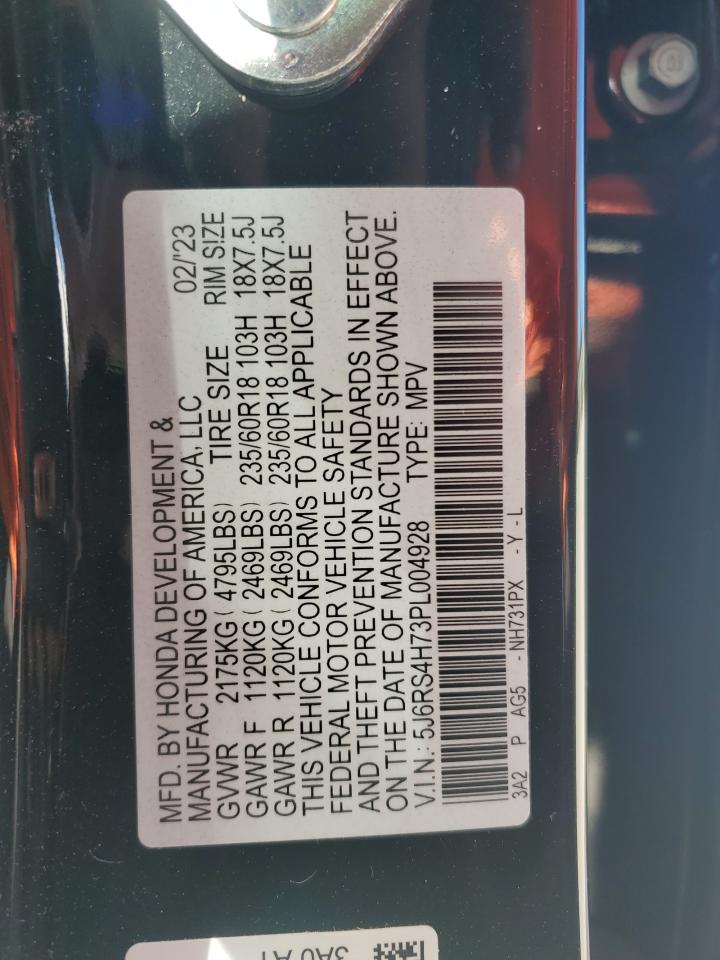 MFD. BY HONDA DEVELOPMENT &
MANUFACTURING OF AMERICA, LLC 02/'23
GVWR 2175KG ( 4795LBS) TIRE SIZE RIM SIZE
GAWR F 1120KG ( 2469LBS) 235/60R18 103H 18X7.5J
GAWR R 1120KG ( 2469LBS) 235/60R18 103H 18X7.5J
THIS VEHICLE CONFORMS TO ALL APPLICABLE
FEDERAL MOTOR VEHICLE SAFETY
AND THEFT PREVENTION STANDARDS IN EFFECT
ON THE DATE OF MANUFACTURE SHOWN ABOVE.
V.I.N.: 5J6RS4H73PL004928 TYPE: MPV
3A2 P AG5 - NH731PX - Y - L